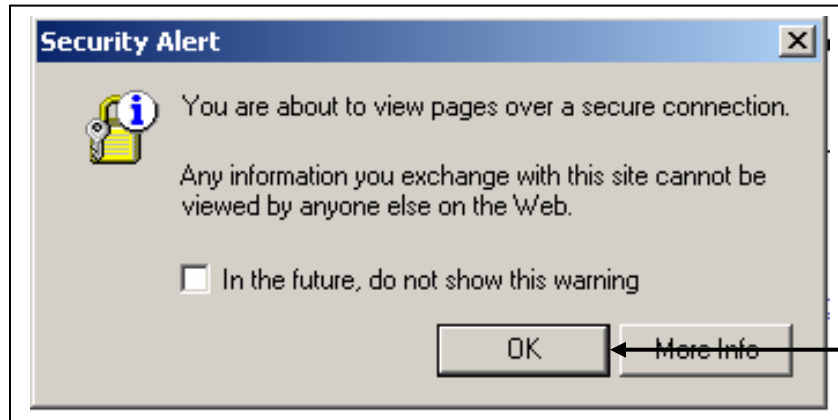 Security Alert
You are about to view pages over a secure connection.
Any information you exchange with this site cannot be
viewed by anyone else on the Web.
In the future, do not show this warning
OK
More Info